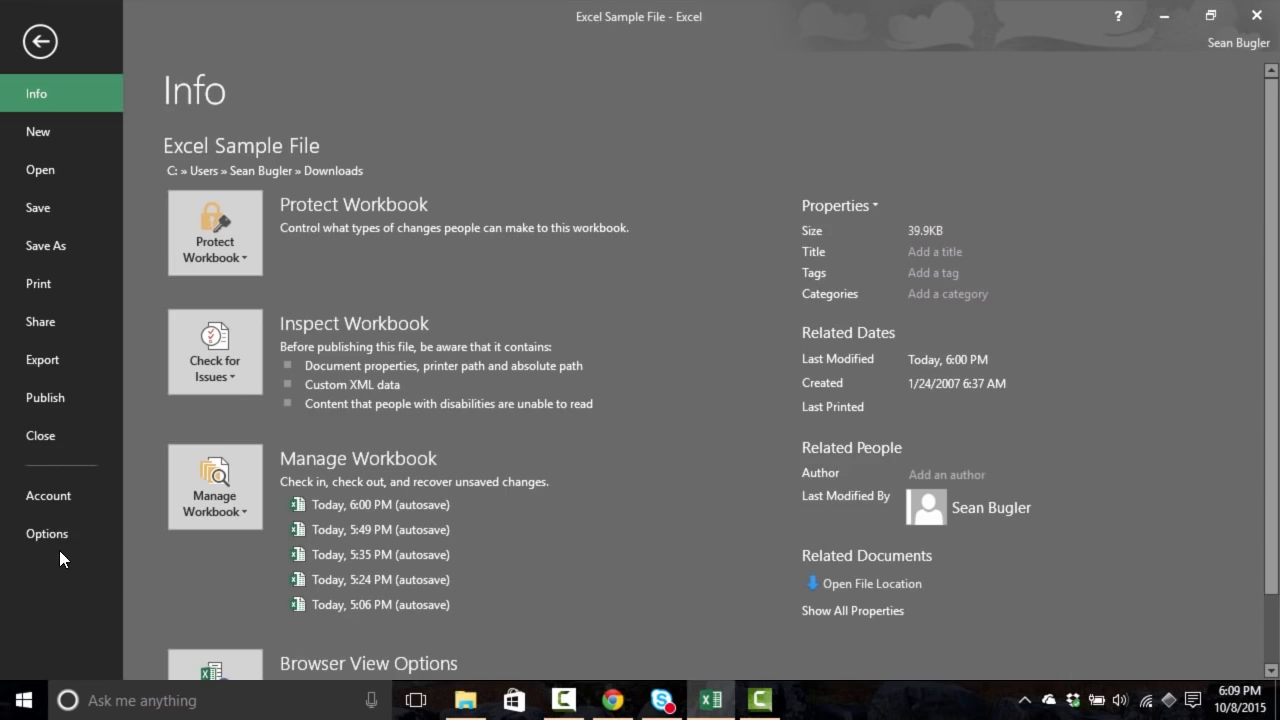 Excel Sample File - Excel
?
Sean Bugler
Info
New
Open
Save
Save As
Print
Share
Export
Publish
Close
Account
Options
Info
Excel Sample File
C: » Users » Sean Bugler » Downloads
Protect
Workbook
Protect Workbook
Control what types of changes people can make to this workbook.
Check for
Issues
Inspect Workbook
Before publishing this file, be aware that it contains:
Document properties, printer path and absolute path
Custom XML data
Content that people with disabilities are unable to read
Manage
Workbook
Manage Workbook
Check in, check out, and recover unsaved changes.
Today, 6:00 PM (autosave)
Today, 5:49 PM (autosave)
Today, 5:35 PM (autosave)
Today, 5:24 PM (autosave)
Today, 5:06 PM (autosave)
Browser View Options
Properties
Size 39.9KB
Title Add a title
Tags Add a tag
Categories Add a category
Related Dates
Last Modified Today, 6:00 PM
Created 1/24/2007 6:37 AM
Last Printed
Related People
Author Add an author
Last Modified By Sean Bugler
Related Documents
Open File Location
Show All Properties
Ask me anything
6:09 PM
10/8/2015